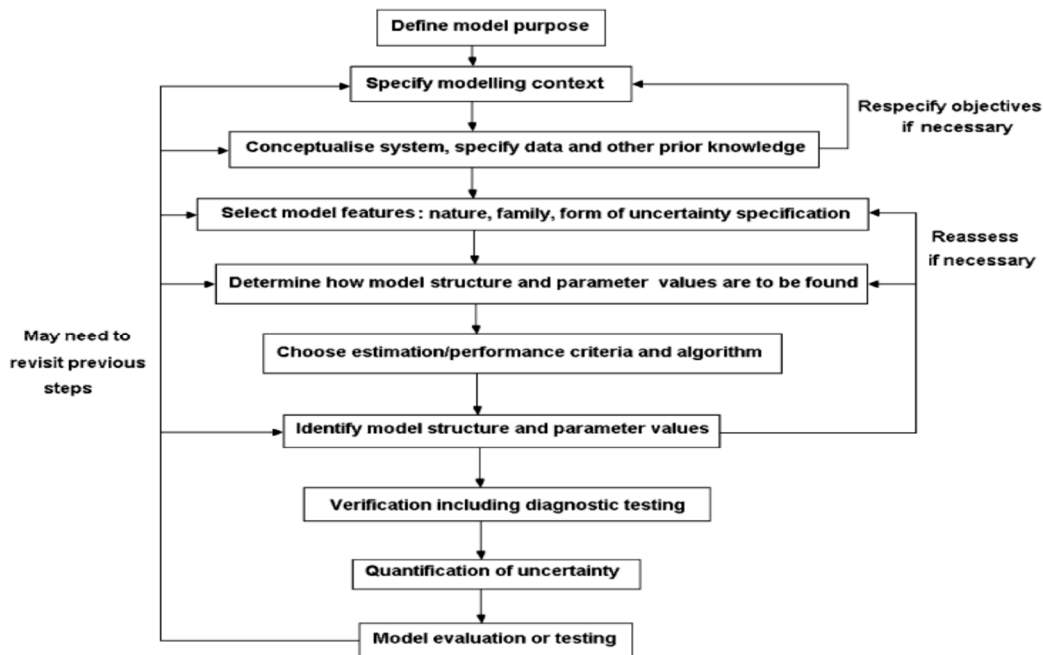 Define model purpose
Specify modelling context
Respecify objectives
if necessary
Conceptualise system, specify data and other prior knowledge
Select model features: nature, family, form of uncertainty specification
Reassess
if necessary
Determine how model structure and parameter values are to be found
May need to
revisit previous
steps
Choose estimation/performance criteria and algorithm
Identify model structure and parameter values
Verification including diagnostic testing
Quantification of uncertainty
Model evaluation or testing